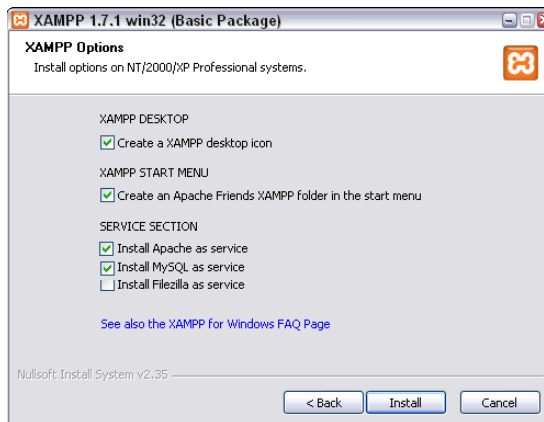 XAMPP 1.7.1 win32 (Basic Package)
XAMPP Options
Install options on NT/2000/XP Professional systems.
XAMPP DESKTOP
Create a XAMPP desktop icon
XAMPP START MENU
Create an Apache Friends XAMPP folder in the start menu
SERVICE SECTION
Install Apache as service
Install MySQL as service
Install Filezilla as service
See also the XAMPP for Windows FAQ Page
Nullsoft Install System v2.35
< Back Install Cancel